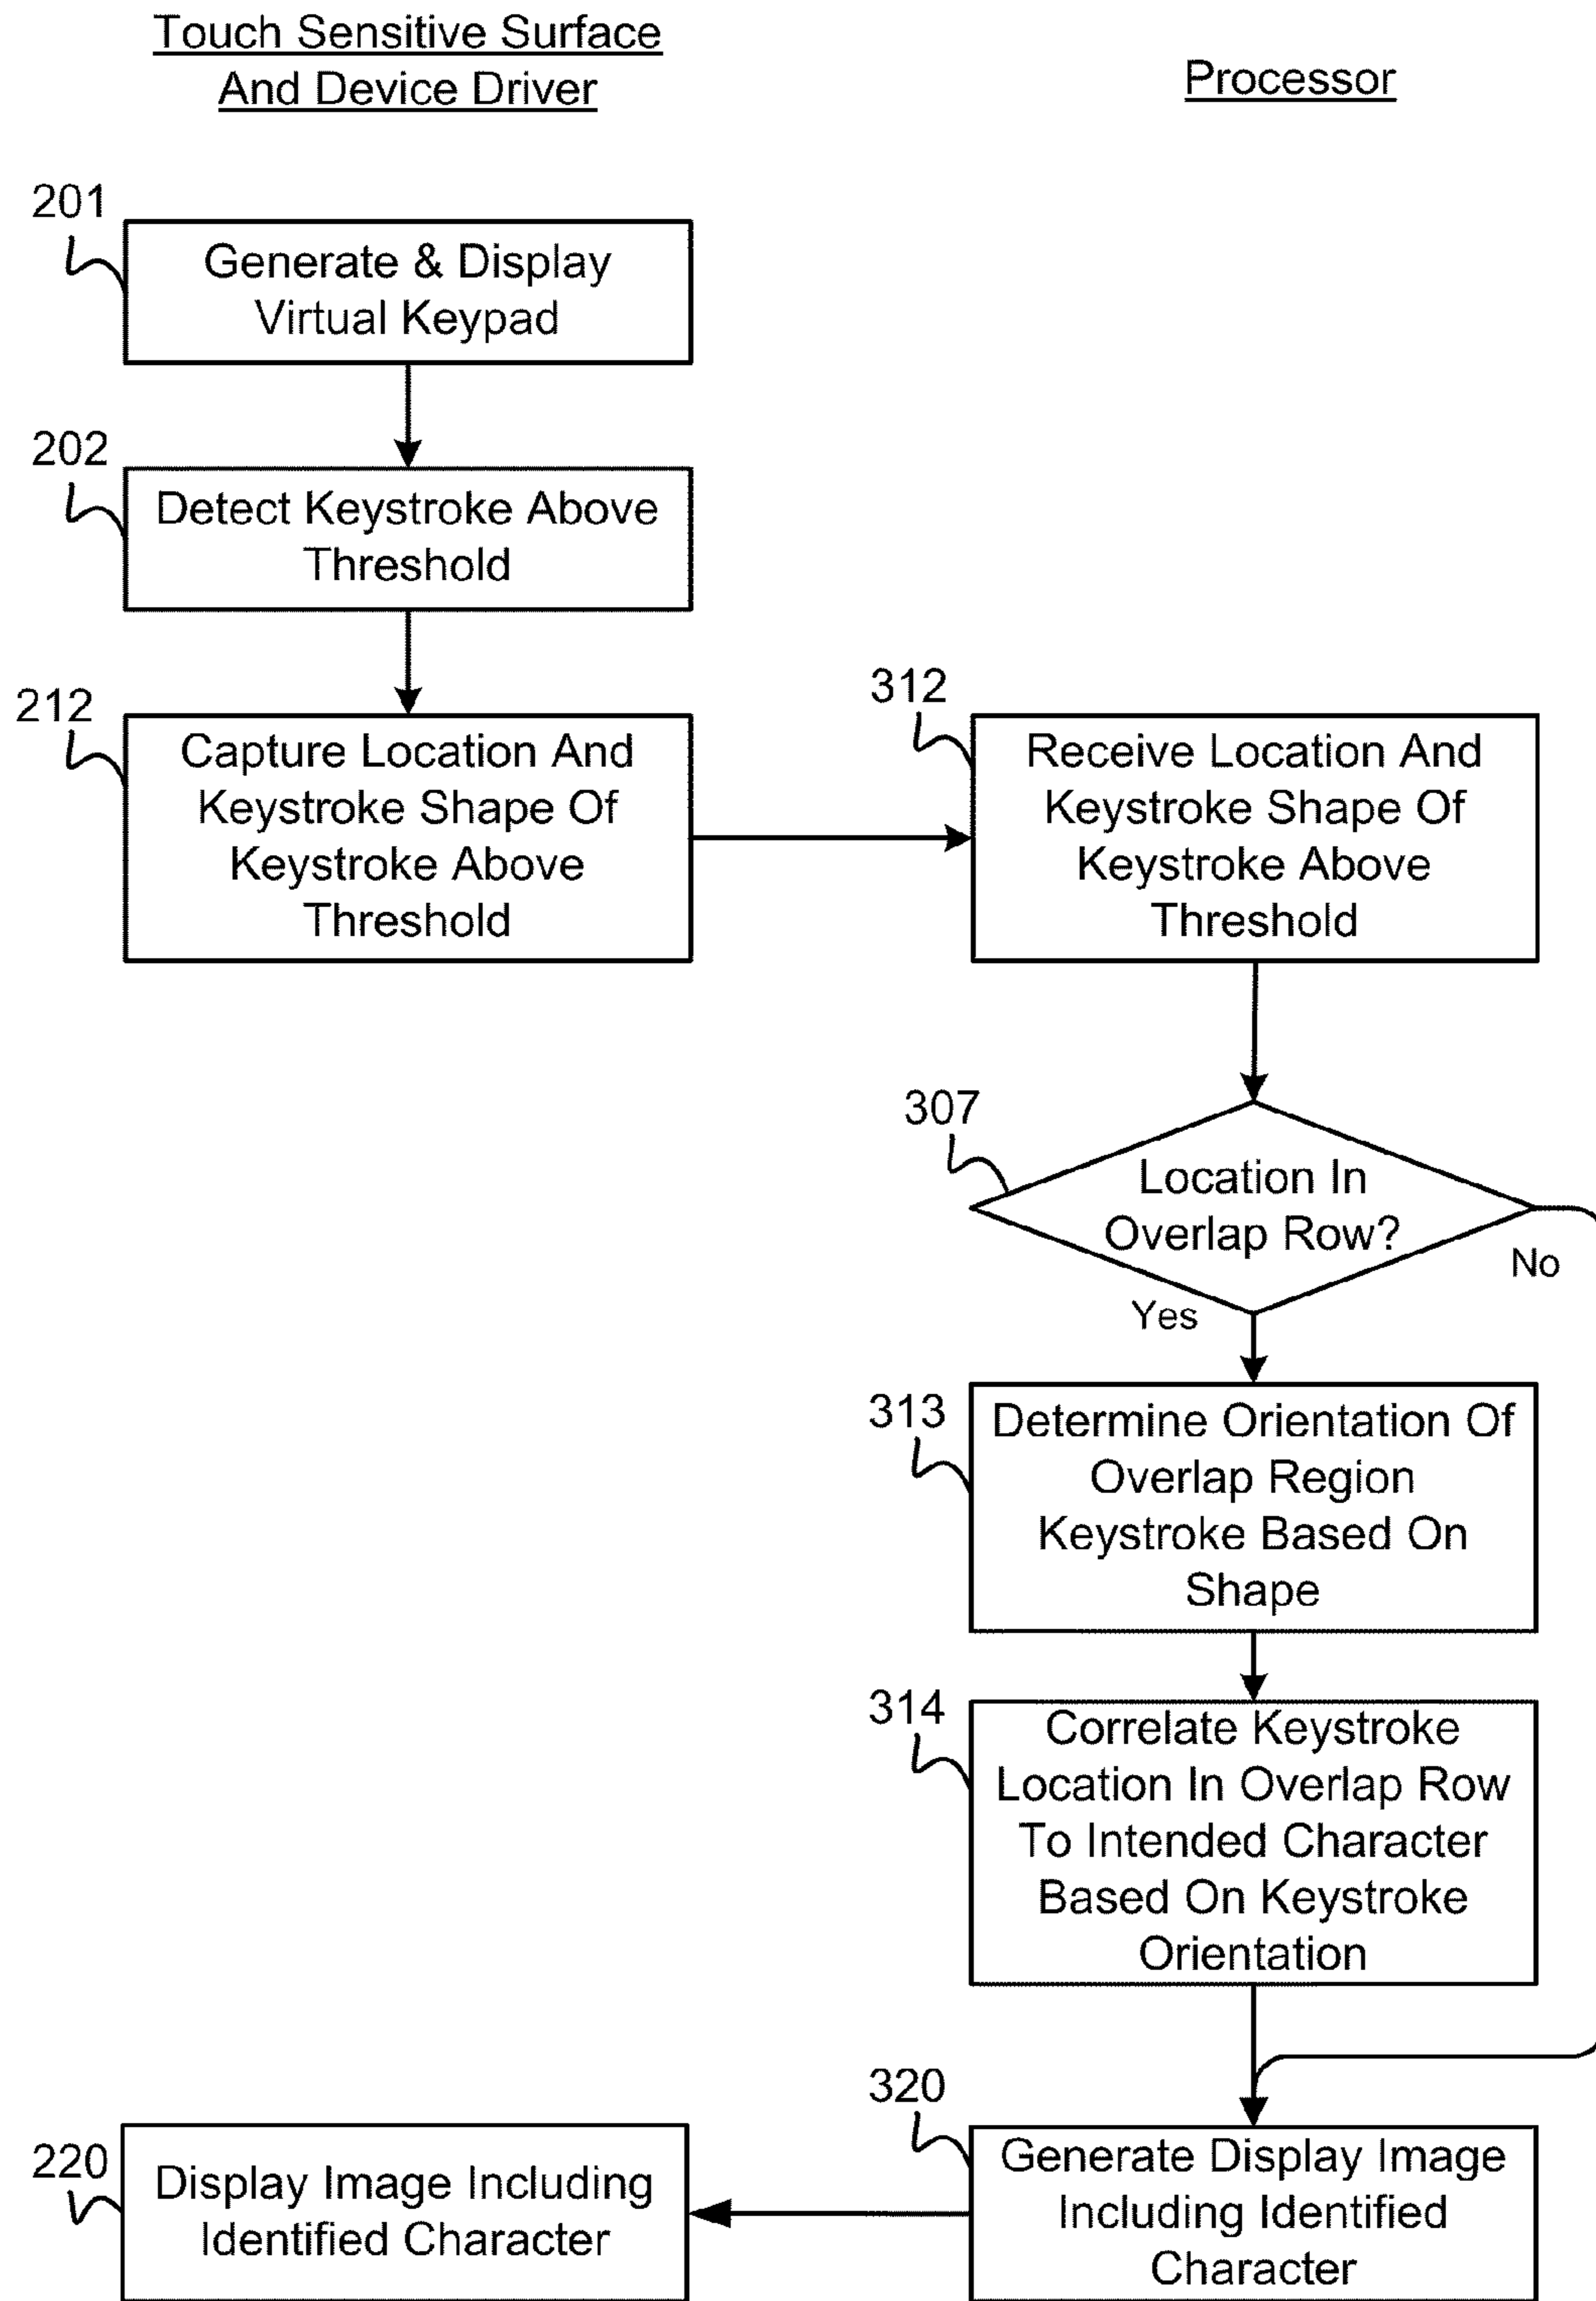 Touch Sensitive Surface
And Device Driver
Processor
201
Generate & Display
Virtual Keypad
202
Detect Keystroke Above
Threshold
212
Capture Location And
Keystroke Shape Of
Keystroke Above
Threshold
312
Receive Location And
Keystroke Shape Of
Keystroke Above
Threshold
307
Location In
Overlap Row?
No
Yes
313
Determine Orientation Of
Overlap Region
Keystroke Based On
Shape
314
Correlate Keystroke
Location In Overlap Row
To Intended Character
Based On Keystroke
Orientation
320
Generate Display Image
Including Identified
Character
220
Display Image Including
Identified Character